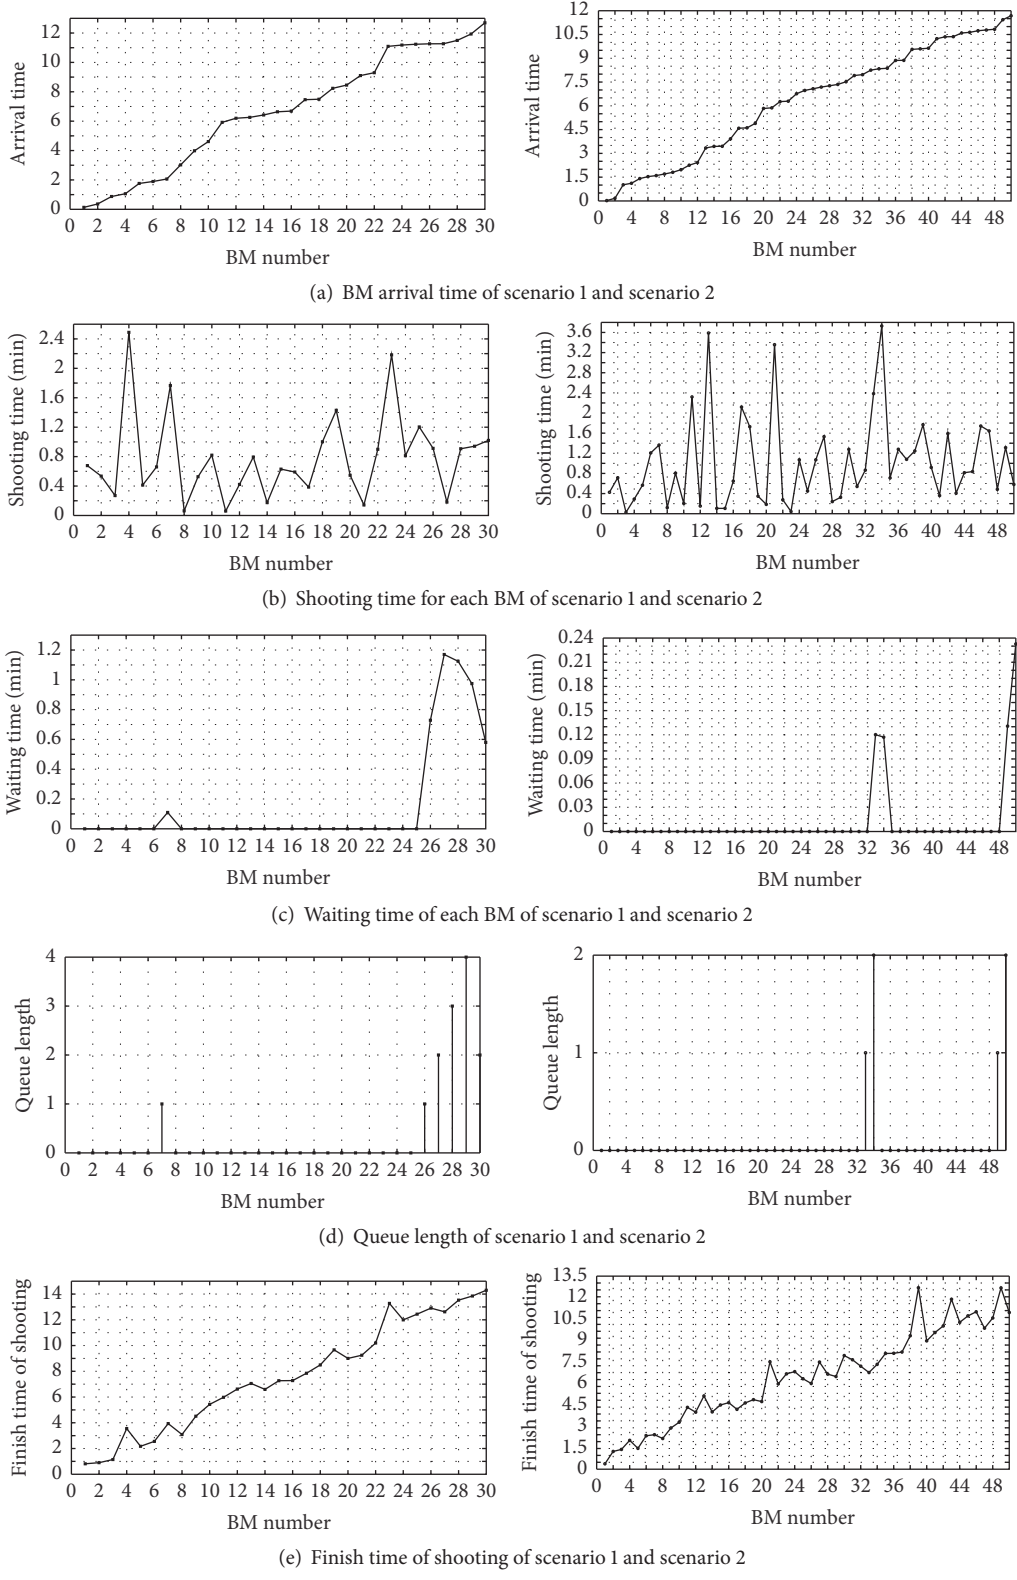 Arrival time
12
10
8
6
4
2
0
0 2 4 6 8 10 12 14 16 18 20 22 24 26 28 30
BM number
Arrival time
12
10.5
9
7.5
6
4.5
3
1.5
0
0 4 8 12 16 20 24 28 32 36 40 44 48
BM number
(a) BM arrival time of scenario 1 and scenario 2
Shooting time (min)
2.4
2
1.6
1.2
0.8
0.4
0
0 2 4 6 8 10 12 14 16 18 20 22 24 26 28 30
BM number
Shooting time (min)
3.6
3.2
2.8
2.4
2
1.6
1.2
0.8
0.4
0
0 4 8 12 16 20 24 28 32 36 40 44 48
BM number
(b) Shooting time for each BM of scenario 1 and scenario 2
Waiting time (min)
1.2
1
0.8
0.6
0.4
0.2
0
0 2 4 6 8 10 12 14 16 18 20 22 24 26 28 30
BM number
Waiting time (min)
0.24
0.21
0.18
0.15
0.12
0.09
0.06
0.03
0
0 4 8 12 16 20 24 28 32 36 40 44 48
BM number
(c) Waiting time of each BM of scenario 1 and scenario 2
Queue length
4
3
2
1
0
0 2 4 6 8 10 12 14 16 18 20 22 24 26 28 30
BM number
Queue length
2
1
0
0 4 8 12 16 20 24 28 32 36 40 44 48
BM number
(d) Queue length of scenario 1 and scenario 2
Finish time of shooting
14
12
10
8
6
4
2
0
0 2 4 6 8 10 12 14 16 18 20 22 24 26 28 30
BM number
Finish time of shooting
13.5
12
10.5
9
7.5
6
4.5
3
1.5
0
0 4 8 12 16 20 24 28 32 36 40 44 48
BM number
(e) Finish time of shooting of scenario 1 and scenario 2